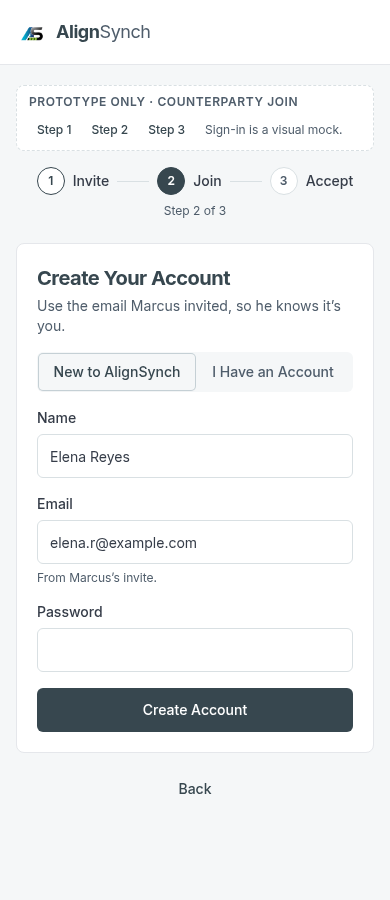 AlignSynch
PROTOTYPE ONLY · COUNTERPARTY JOIN
Step 1 Step 2 Step 3 Sign-in is a visual mock.
1 Invite 2 Join 3 Accept
Step 2 of 3
Create Your Account
Use the email Marcus invited, so he knows it’s
you.
New to AlignSynch I Have an Account
Name
Elena Reyes
Email
elena.r@example.com
From Marcus’s invite.
Password
Create Account
Back